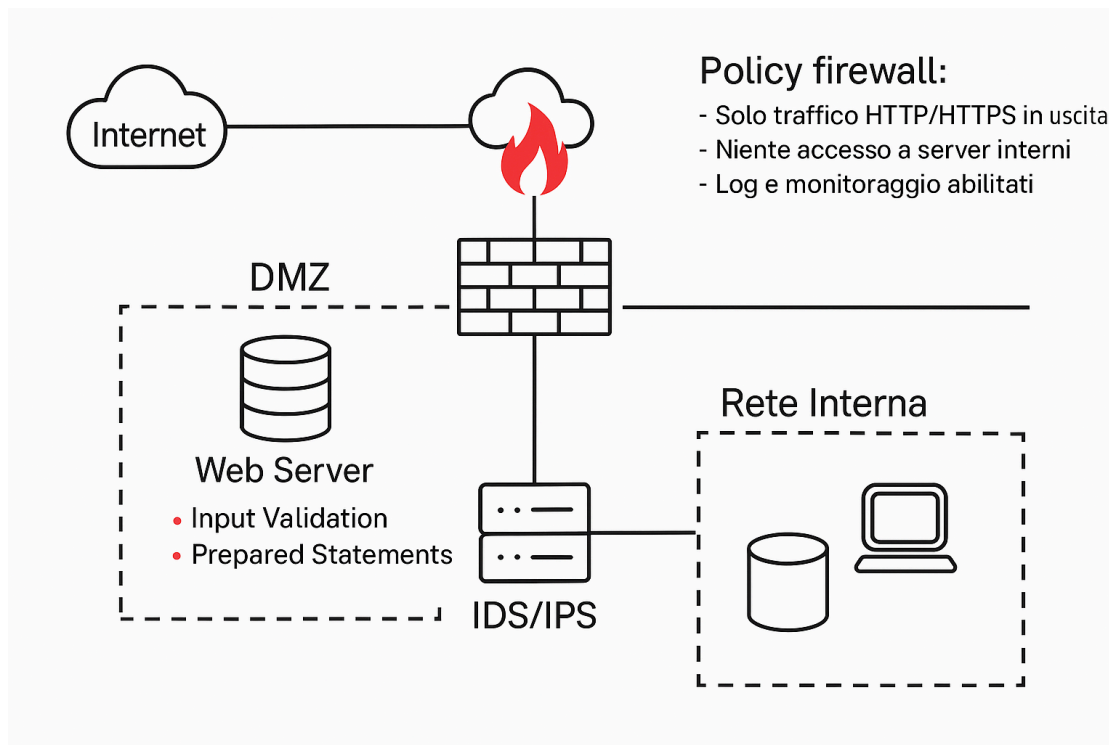 Internet
Policy firewall:
- Solo traffico HTTP/HTTPS in uscita
- Niente accesso a server interni
- Log e monitoraggio abilitati
DMZ
Web Server
• Input Validation
• Prepared Statements
IDS/IPS
Rete Interna